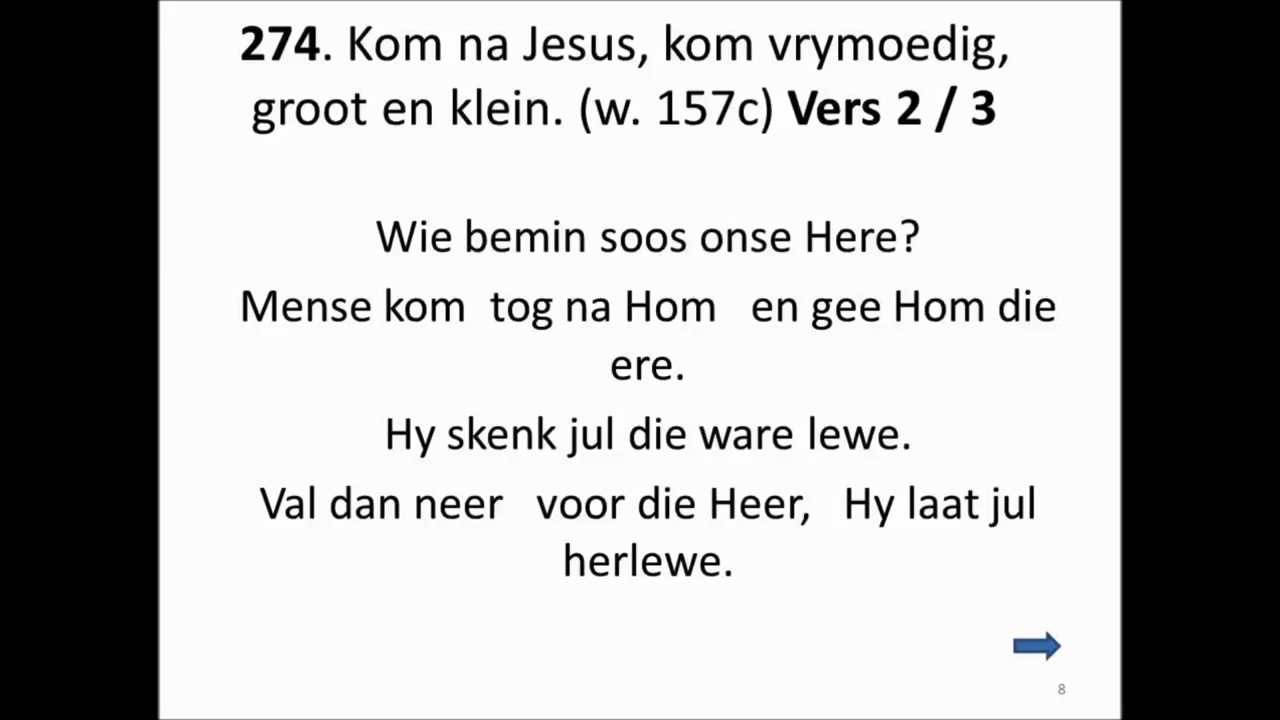 274. Kom na Jesus, kom vrymoedig,
groot en klein. (w. 157c) Vers 2 / 3
Wie bemin soos onse Here?
Mense kom tog na Hom en gee Hom die
ere.
Hy skenk jul die ware lewe.
Val dan neer voor die Heer, Hy laat jul
herlewe.
8